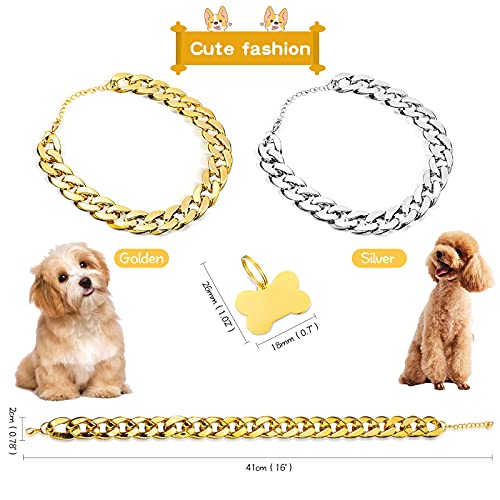 Cute fashion
Golden
Silver
26mm ( 1.02' )
18mm ( 0.7' )
2cm ( 0.78' )
41cm ( 16' )